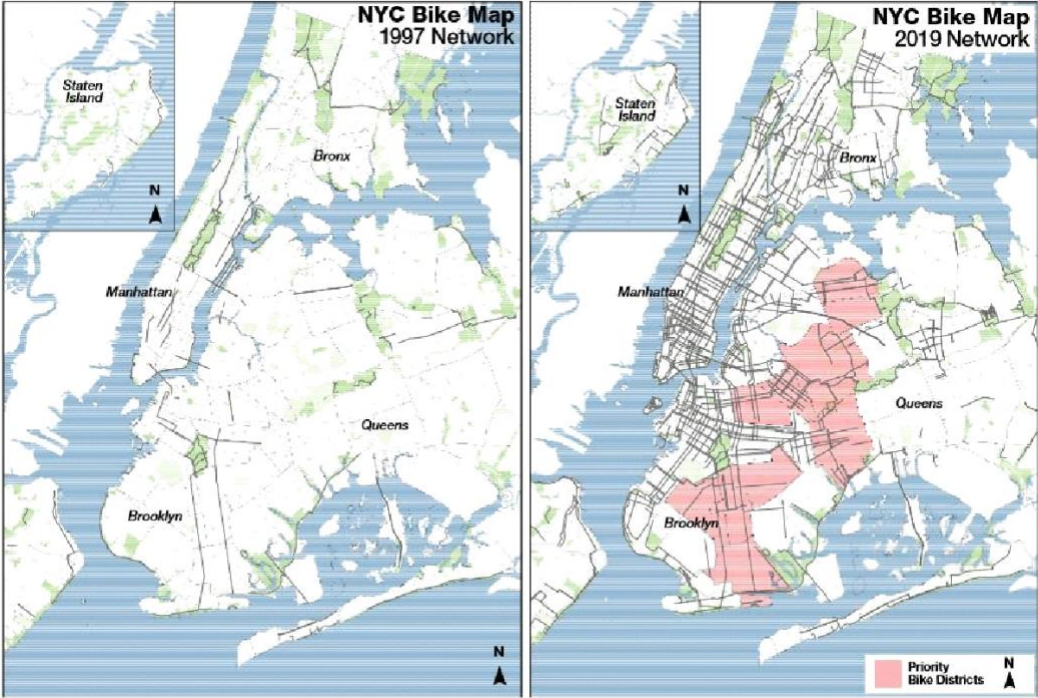 NYC Bike Map
1997 Network
Staten
Island
N
Bronx
Manhattan
Queens
Brooklyn
N
NYC Bike Map
2019 Network
Staten
Island
N
Bronx
Manhattan
Queens
Brooklyn
Priority
Bike Districts
N